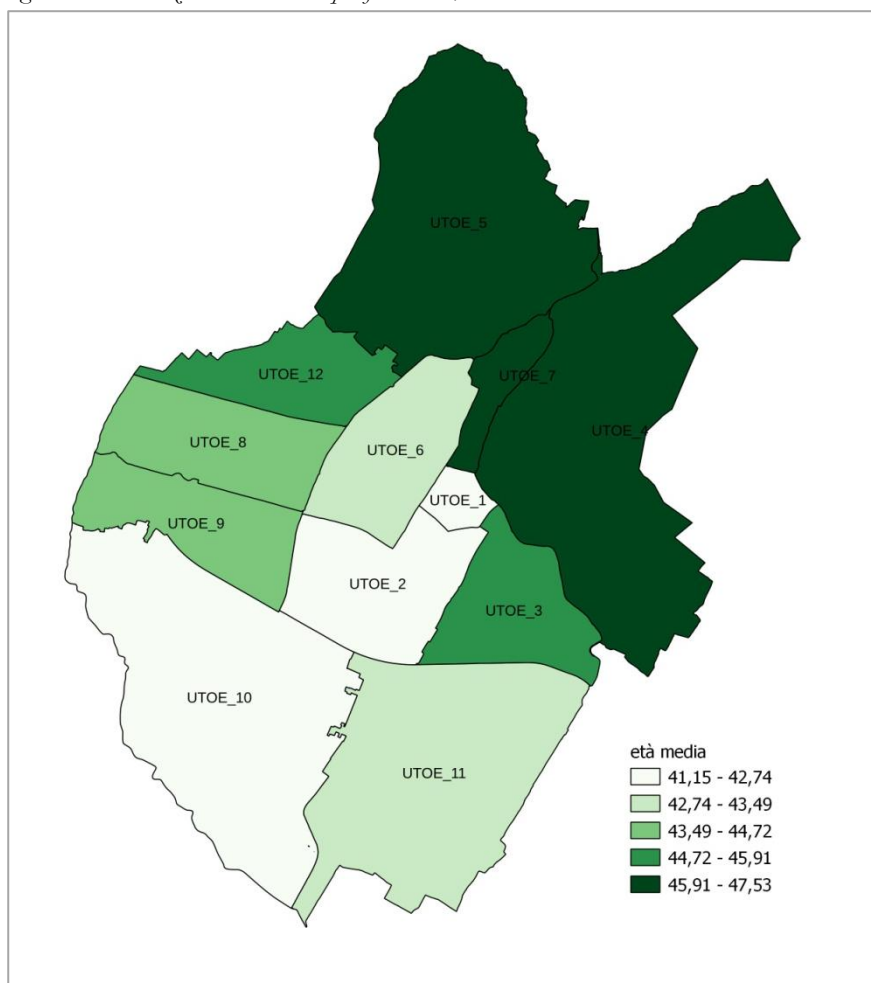 UTOE_5
UTOE_7
UTOE_12
UTOE_4
UTOE_8
UTOE_6
UTOE_1
UTOE_9
UTOE_2
UTOE_3
UTOE_10
UTOE_11
età media
41,15 - 42,74
42,74 - 43,49
43,49 - 44,72
44,72 - 45,91
45,91 - 47,53